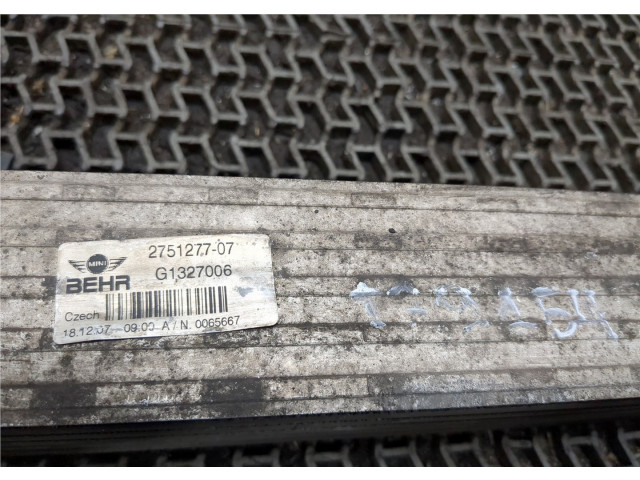 MINI
BEHR
2751277-07
G1327006
Czech
18.12.07 09:00 A / N. 0065667